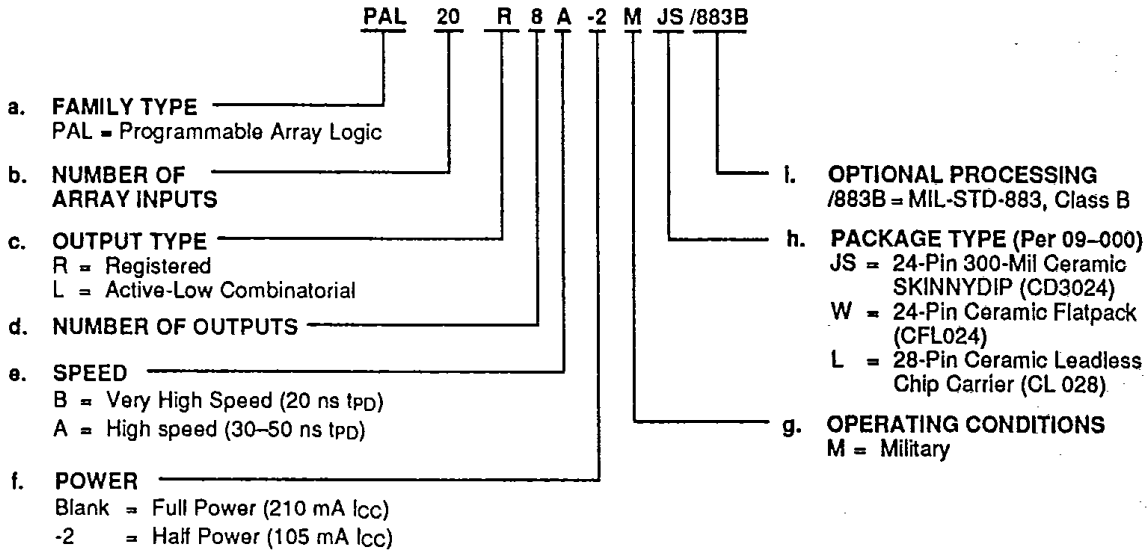 PAL 20 R 8 A -2 M JS /883B
a. FAMILY TYPE
PAL = Programmable Array Logic
b. NUMBER OF
ARRAY INPUTS
c. OUTPUT TYPE
R = Registered
L = Active-Low Combinatorial
d. NUMBER OF OUTPUTS
e. SPEED
B = Very High Speed (20 ns tPD)
A = High speed (30–50 ns tPD)
f. POWER
Blank = Full Power (210 mA ICC)
-2 = Half Power (105 mA ICC)
i. OPTIONAL PROCESSING
/883B = MIL-STD-883, Class B
h. PACKAGE TYPE (Per 09–000)
JS = 24-Pin 300-Mil Ceramic
SKINNYDIP (CD3024)
W = 24-Pin Ceramic Flatpack
(CFL024)
L = 28-Pin Ceramic Leadless
Chip Carrier (CL 028)
g. OPERATING CONDITIONS
M = Military